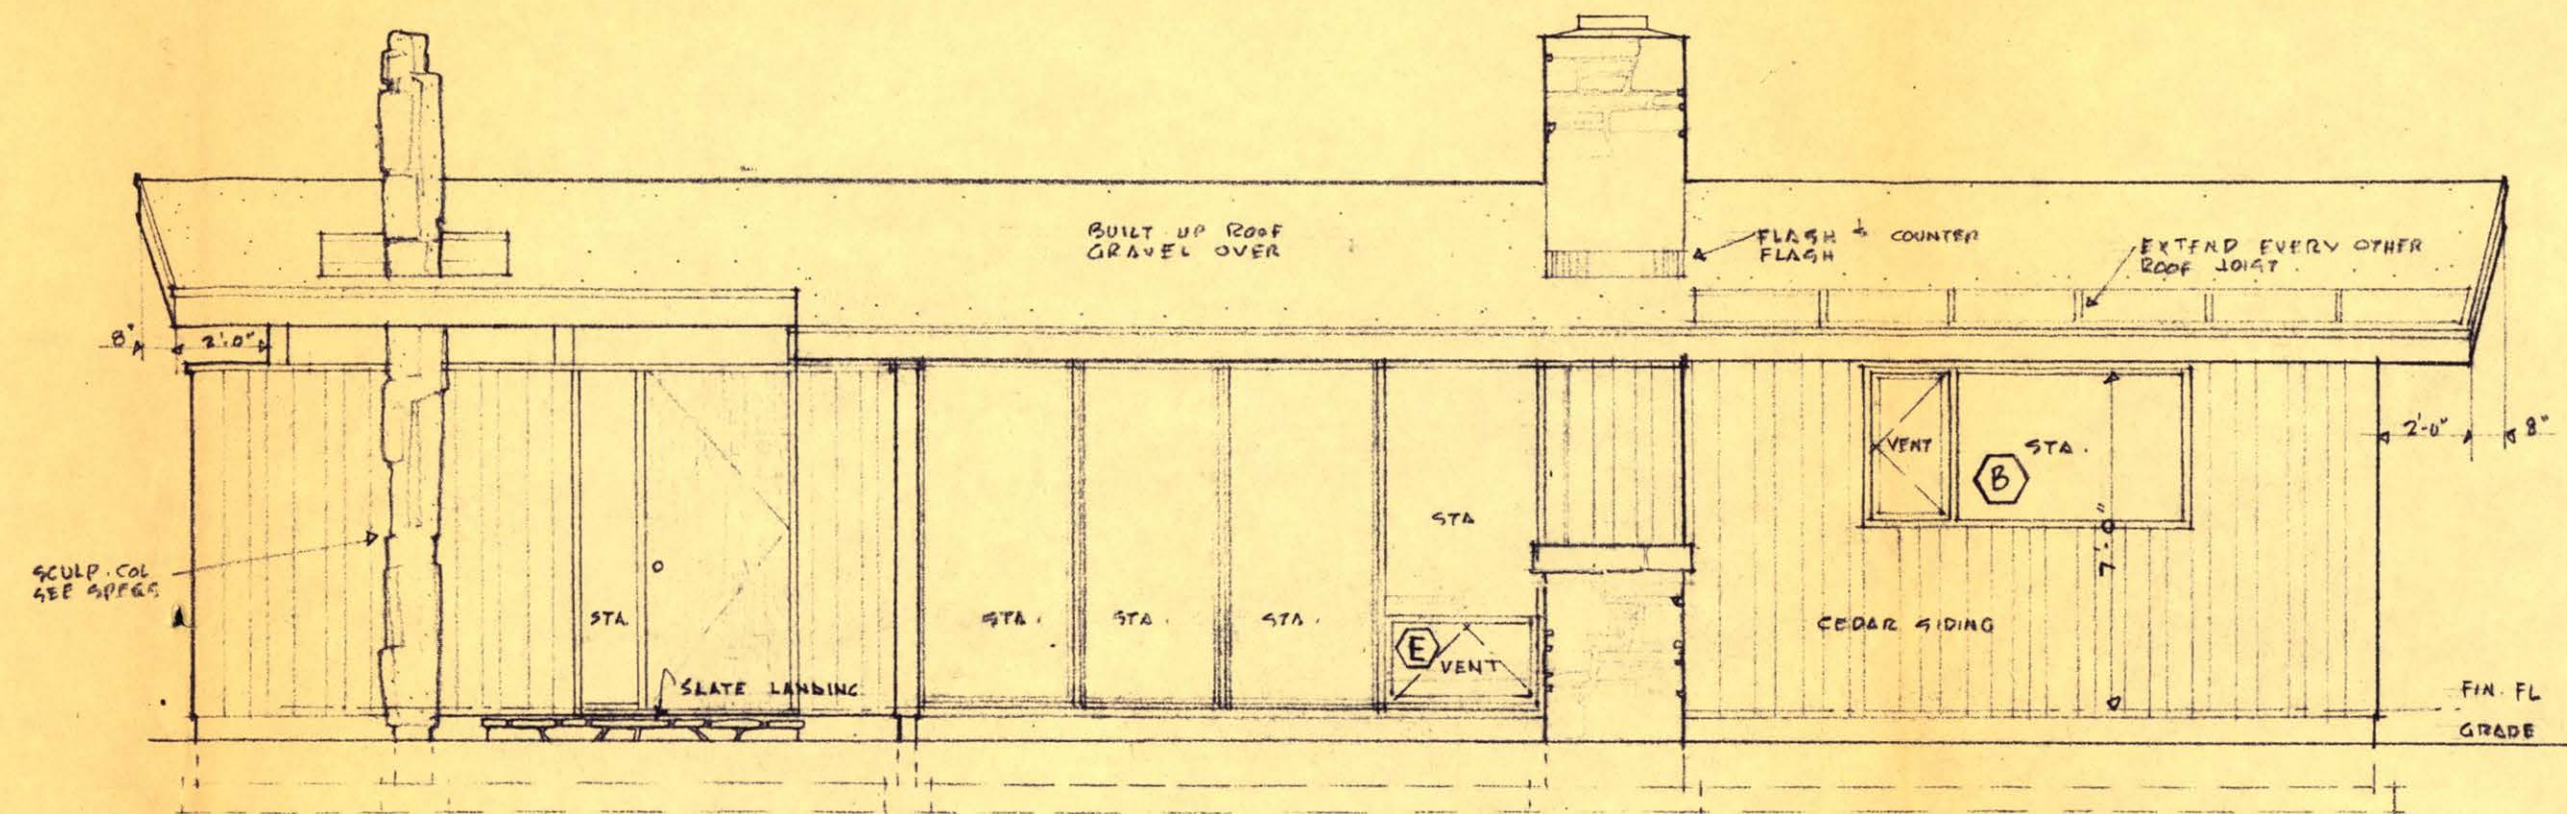 BUILT UP ROOF
GRAVEL OVER
FLASH & COUNTER
FLASH
EXTEND EVERY OTHER
ROOF JOIST
8"
2'-0"
VENT
STA.
B
2'-0"
8"
STA
7'-0"
SCULP. COL
SEE SPECS
STA.
STA.
STA.
STA.
E
VENT
CEDAR SIDING
SLATE LANDING
FIN. FL
GRADE